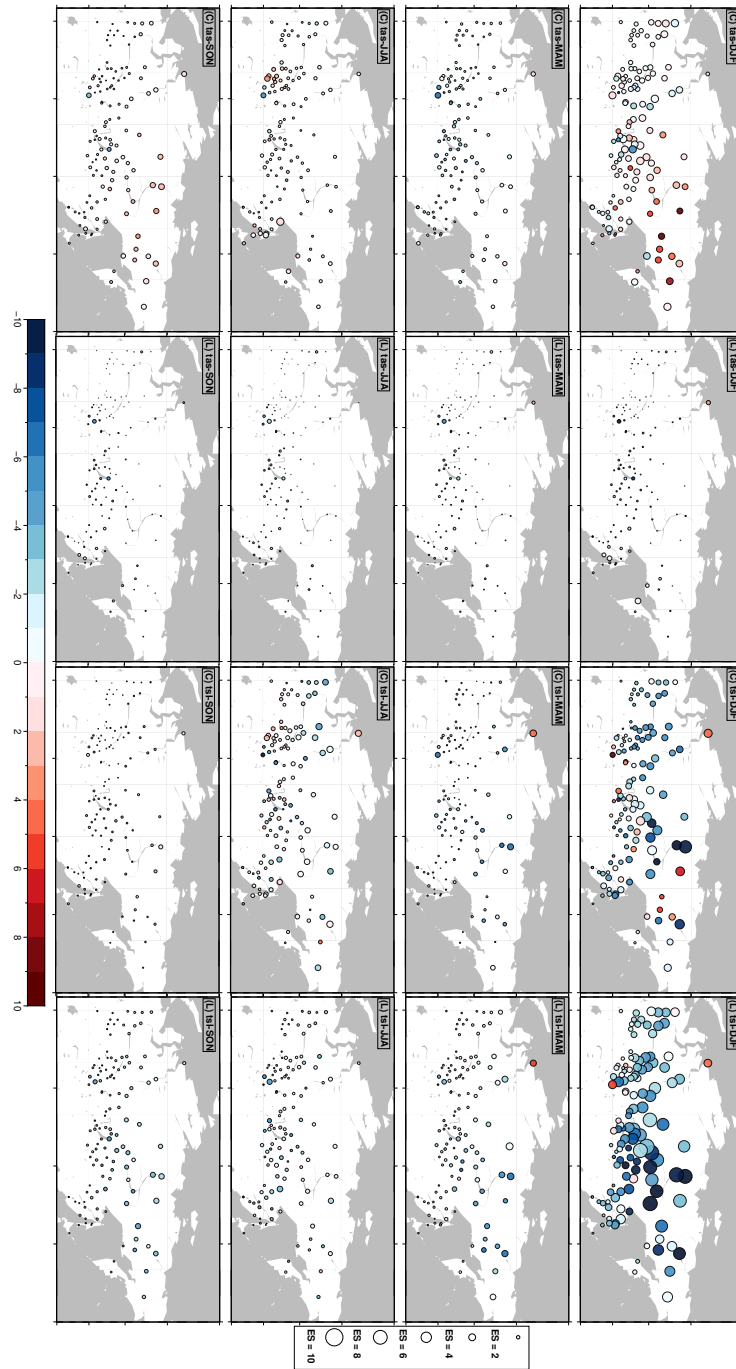 (C) tas-DJF
(L) tas-DJF
(C) tsl-DJF
(L) tsl-DJF
(C) tas-MAM
(L) tas-MAM
(C) tsl-MAM
(L) tsl-MAM
ES = 2
ES = 4
ES = 6
ES = 8
ES = 10
(C) tas-JJA
(L) tas-JJA
(C) tsl-JJA
(L) tsl-JJA
(C) tas-SON
(L) tas-SON
(C) tsl-SON
(L) tsl-SON
−10 −8 −6 −4 −2 0 2 4 6 8 10